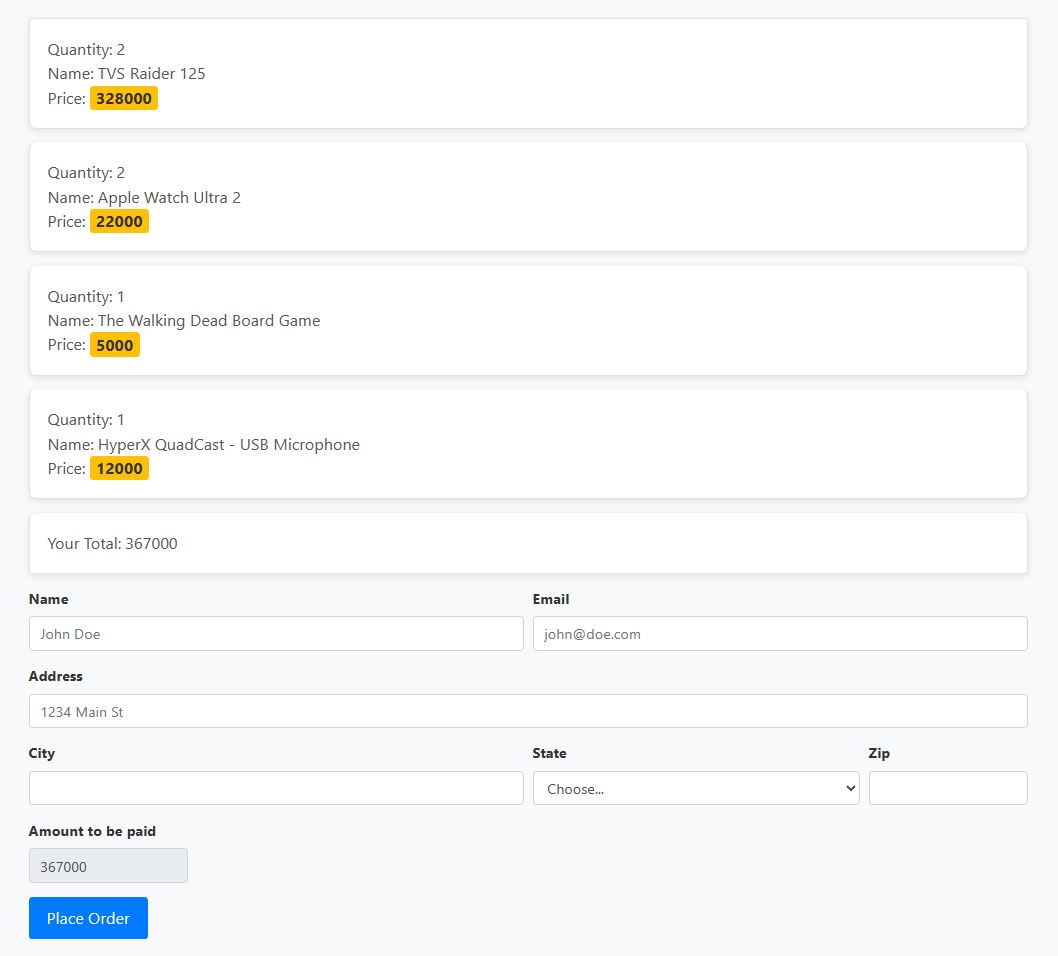 Quantity: 2
Name: TVS Raider 125
Price: 328000
Quantity: 2
Name: Apple Watch Ultra 2
Price: 22000
Quantity: 1
Name: The Walking Dead Board Game
Price: 5000
Quantity: 1
Name: HyperX QuadCast - USB Microphone
Price: 12000
Your Total: 367000
Name Email
John Doe john@doe.com
Address
1234 Main St
City State Zip
Choose...
Amount to be paid
367000
Place Order